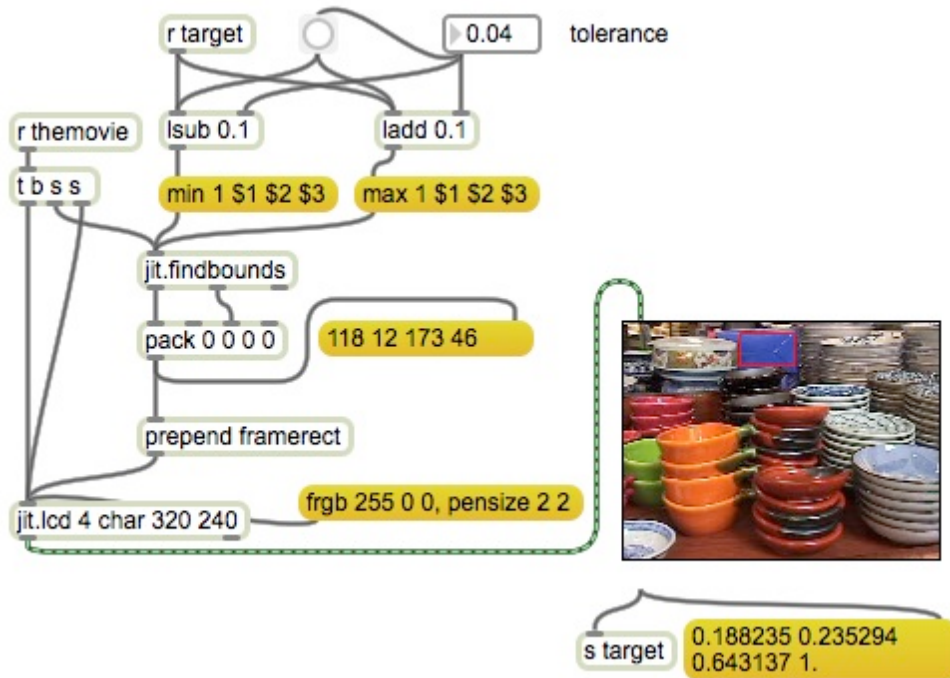 r target
0.04
tolerance
r themovie
lsub 0.1
ladd 0.1
t b s s
min 1 $1 $2 $3
max 1 $1 $2 $3
jit.findbounds
pack 0 0 0 0
118 12 173 46
prepend framerect
frgb 255 0 0, pensize 2 2
jit.lcd 4 char 320 240
s target
0.188235 0.235294
0.643137 1.